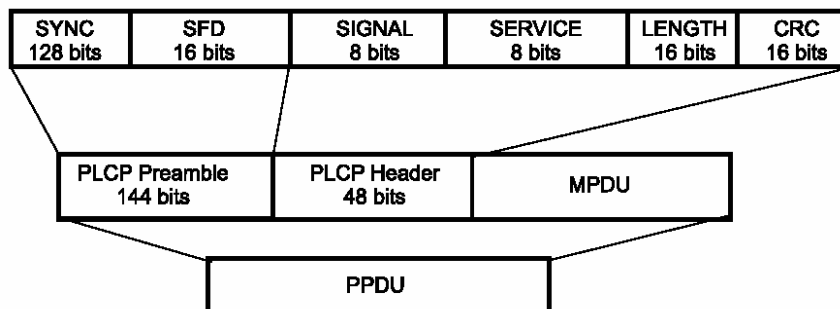 SYNC SFD SIGNAL SERVICE LENGTH CRC
128 bits 16 bits 8 bits 8 bits 16 bits 16 bits
PLCP Preamble PLCP Header MPDU
144 bits 48 bits
PPDU